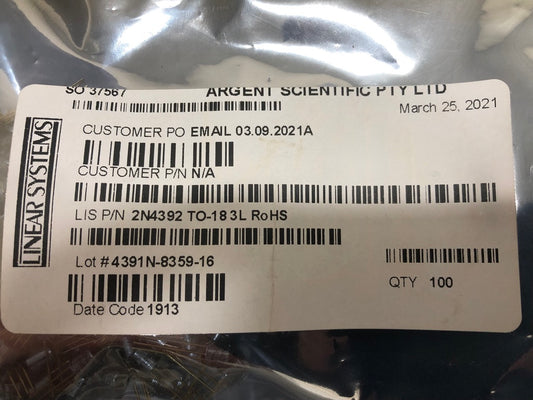 SO 37567
ARGENT SCIENTIFIC PTY LTD
March 25, 2021
CUSTOMER PO EMAIL 03.09.2021A
CUSTOMER P/N N/A
LIS P/N 2N4392 TO-18 3L RoHS
Lot # 4391N-8359-16
QTY 100
Date Code 1913
LINEAR SYSTEMS